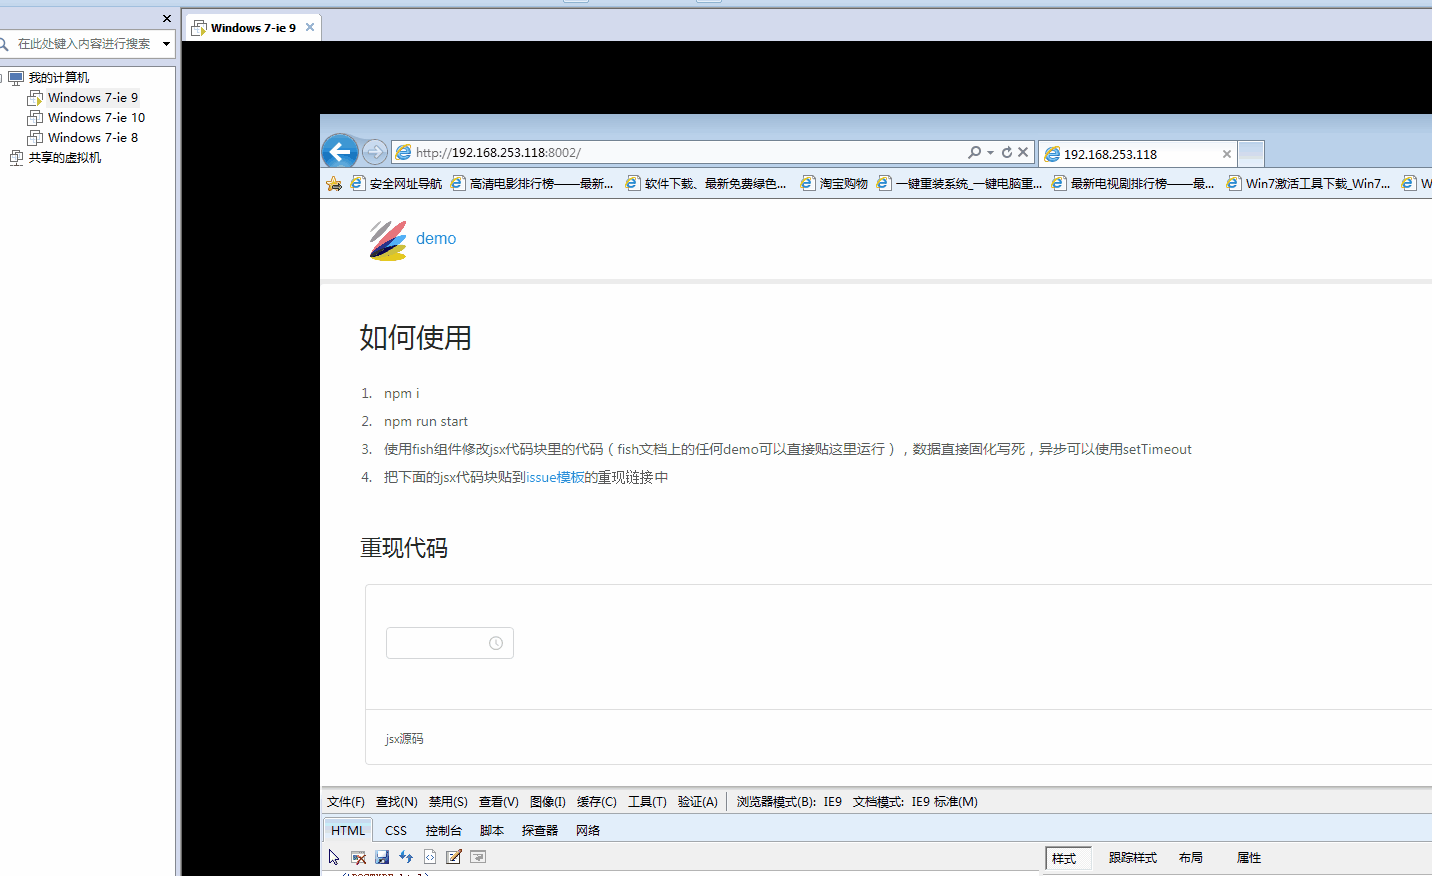 Windows 7-ie 9
在此处键入内容进行搜索
我的计算机
Windows 7-ie 9
Windows 7-ie 10
Windows 7-ie 8
共享的虚拟机
http://192.168.253.118:8002/
192.168.253.118
安全网址导航 高清电影排行榜——最新... 软件下载、最新免费绿色... 淘宝购物 一键重装系统_一键电脑重... 最新电视剧排行榜——最... Win7激活工具下载_Win7... W
demo
如何使用
1. npm i
2. npm run start
3. 使用fish组件修改jsx代码块里的代码（fish文档上的任何demo可以直接贴这里运行），数据直接固化写死，异步可以使用setTimeout
4. 把下面的jsx代码块贴到issue模板的重现链接中
重现代码
jsx源码
文件(F) 查找(N) 禁用(S) 查看(V) 图像(I) 缓存(C) 工具(T) 验证(A) 浏览器模式(B): IE9 文档模式: IE9 标准(M)
HTML CSS 控制台 脚本 探查器 网络
样式 跟踪样式 布局 属性